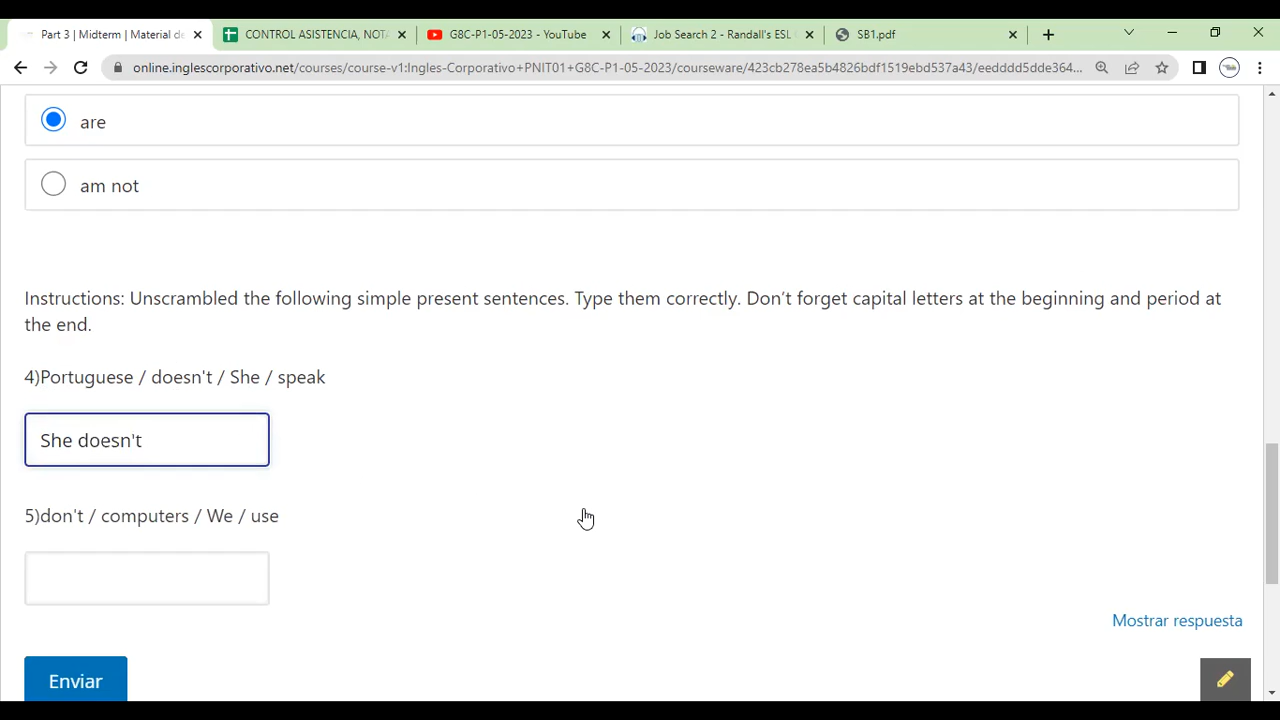 Part 3 | Midterm | Material de
CONTROL ASISTENCIA, NOTA
G8C-P1-05-2023 - YouTube
Job Search 2 - Randall's ESL
SB1.pdf
online.inglescorporativo.net/courses/course-v1:Ingles-Corporativo+PNIT01+G8C-P1-05-2023/courseware/423cb278ea5b4826bdf1519ebd537a43/eedddd5dde364...
are
am not
Instructions: Unscrambled the following simple present sentences. Type them correctly. Don't forget capital letters at the beginning and period at
the end.
4)Portuguese / doesn't / She / speak
She doesn't
5)don't / computers / We / use
Mostrar respuesta
Enviar